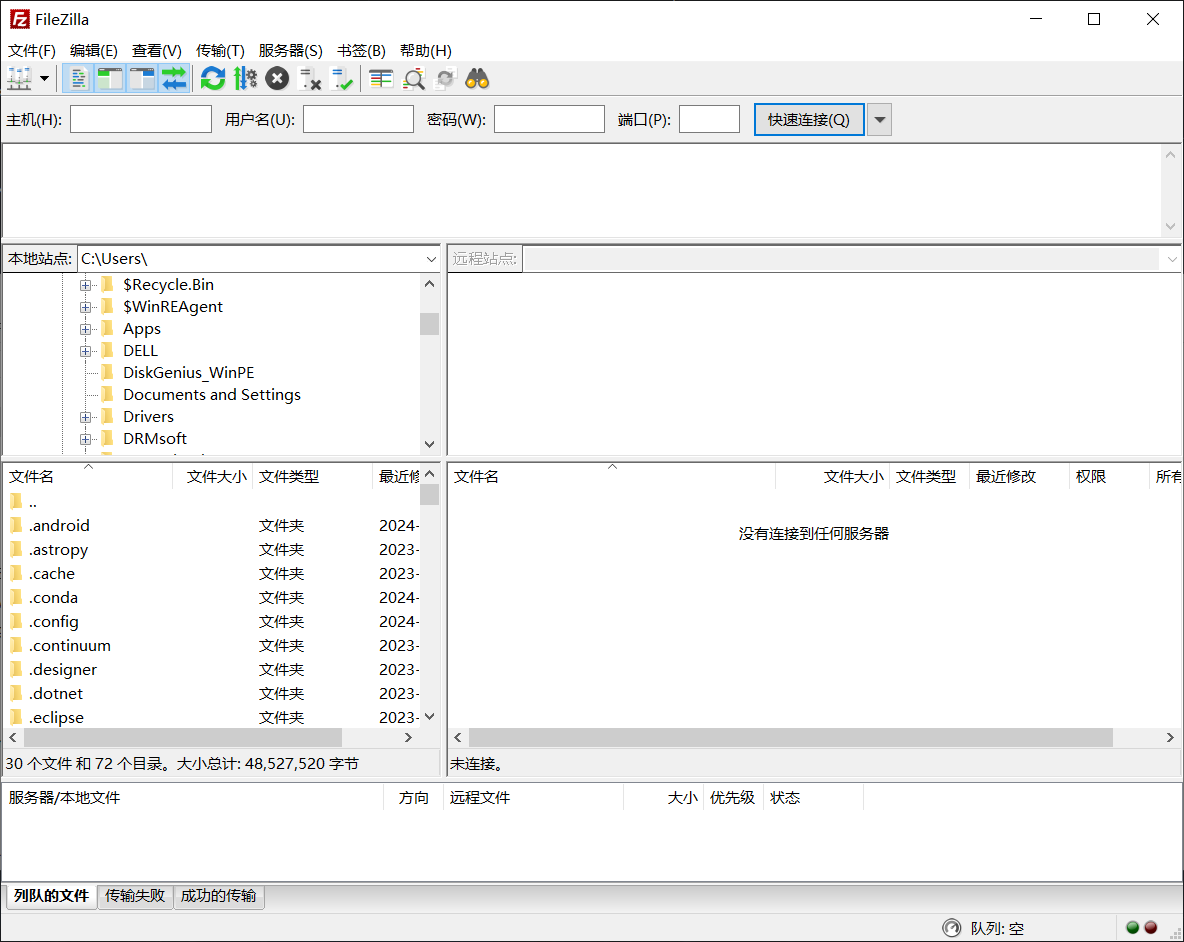 FileZilla
文件(F) 编辑(E) 查看(V) 传输(T) 服务器(S) 书签(B) 帮助(H)
主机(H): 用户名(U): 密码(W): 端口(P): 快速连接(Q)
本地站点: C:\Users\ 远程站点:
$Recycle.Bin
$WinREAgent
Apps
DELL
DiskGenius_WinPE
Documents and Settings
Drivers
DRMsoft
文件名 文件大小 文件类型 最近修
..
.android 文件夹 2024-
.astropy 文件夹 2023-
.cache 文件夹 2023-
.conda 文件夹 2024-
.config 文件夹 2024-
.continuum 文件夹 2023-
.designer 文件夹 2023-
.dotnet 文件夹 2023-
.eclipse 文件夹 2023-
30 个文件 和 72 个目录。大小总计: 48,527,520 字节
文件名 文件大小 文件类型 最近修改 权限 所有
没有连接到任何服务器
未连接。
服务器/本地文件 方向 远程文件 大小 优先级 状态
列队的文件 传输失败 成功的传输
队列: 空